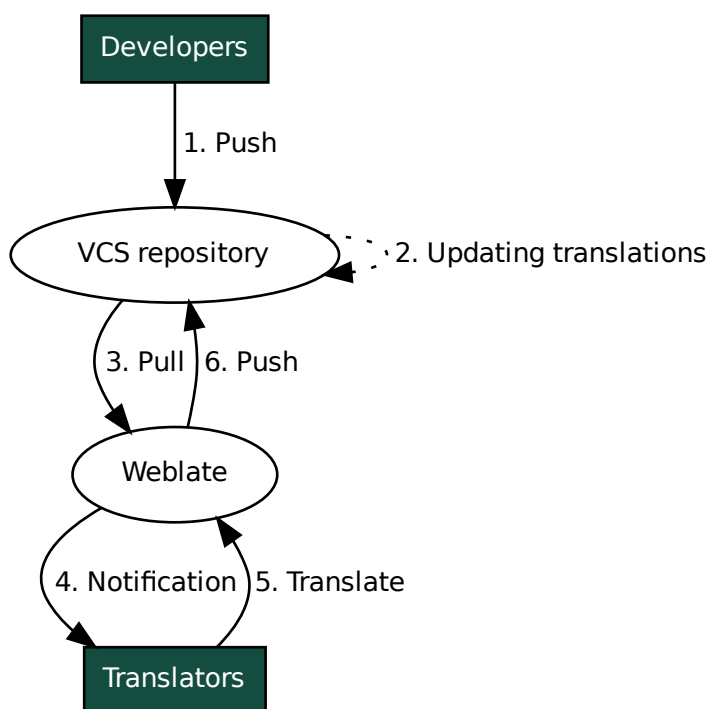 Developers
1. Push
VCS repository
2. Updating translations
3. Pull
6. Push
Weblate
4. Notification
5. Translate
Translators